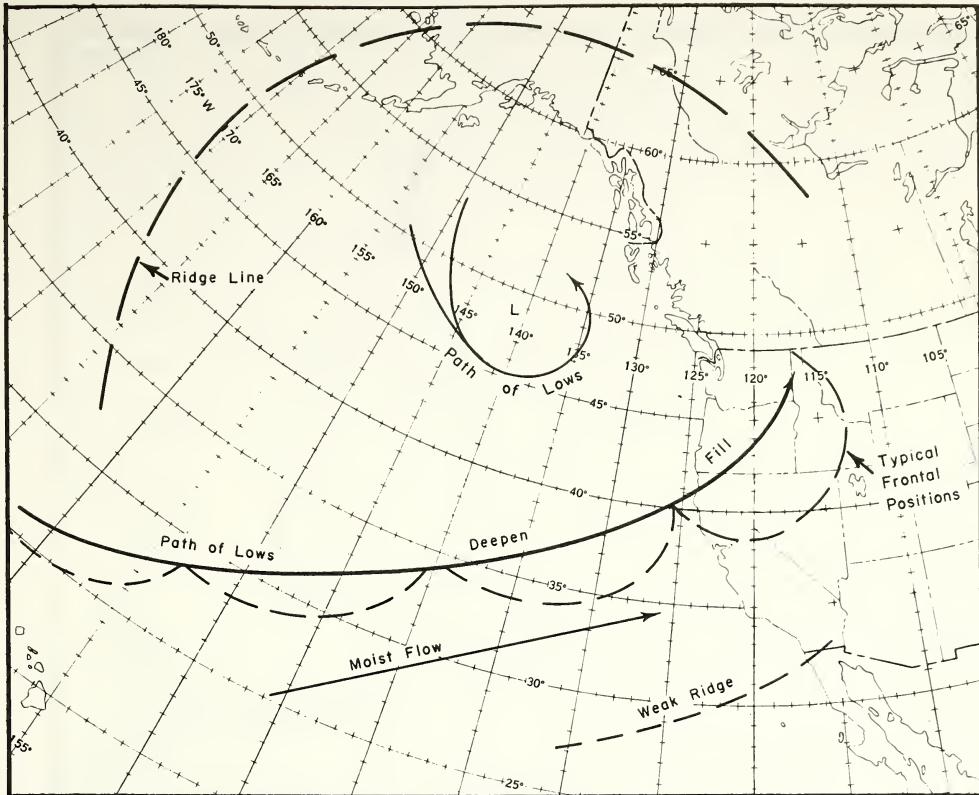 180°
50°
65°
45°
175° W
65°
40°
170°
60°
165°
160°
155°
55°
Ridge Line
150°
145°
L
140°
50°
135°
Path of Lows
130°
125°
120°
115°
110°
105°
45°
Fill
Typical
Frontal
Positions
40°
Path of Lows
Deepen
35°
Moist Flow
30°
Weak Ridge
155°
25°